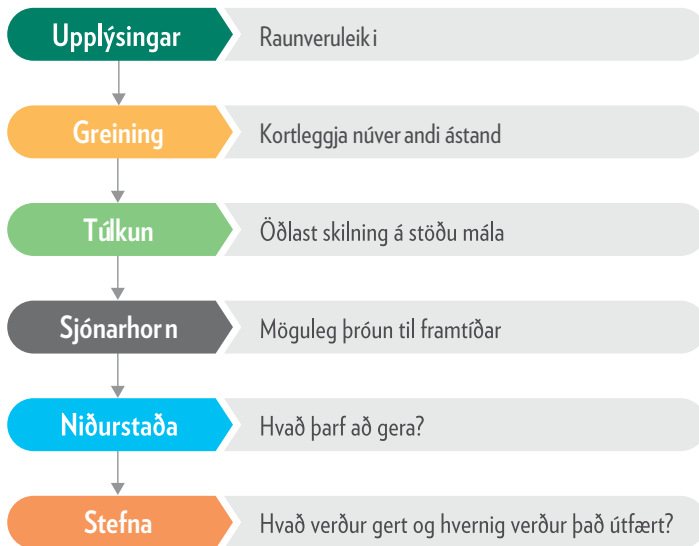 Upplýsingar
Raunveruleiki
Greining
Kortleggja núverandi ástand
Túlkun
Öðlast skilning á stöðu mála
Sjónarhorn
Möguleg þróun til framtíðar
Niðurstaða
Hvað þarf að gera?
Stefna
Hvað verður gert og hvernig verður það útfært?